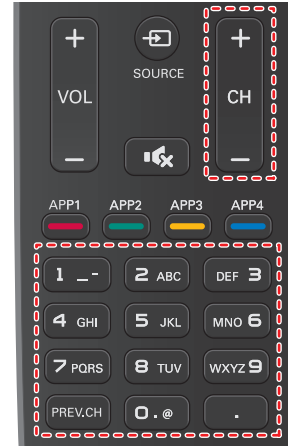 + + +
SOURCE
VOL CH
− −
APP1 APP2 APP3 APP4
1 _- 2 ABC DEF 3
4 GHI 5 JKL MNO 6
7 PQRS 8 TUV WXYZ 9
PREV.CH 0.@ .